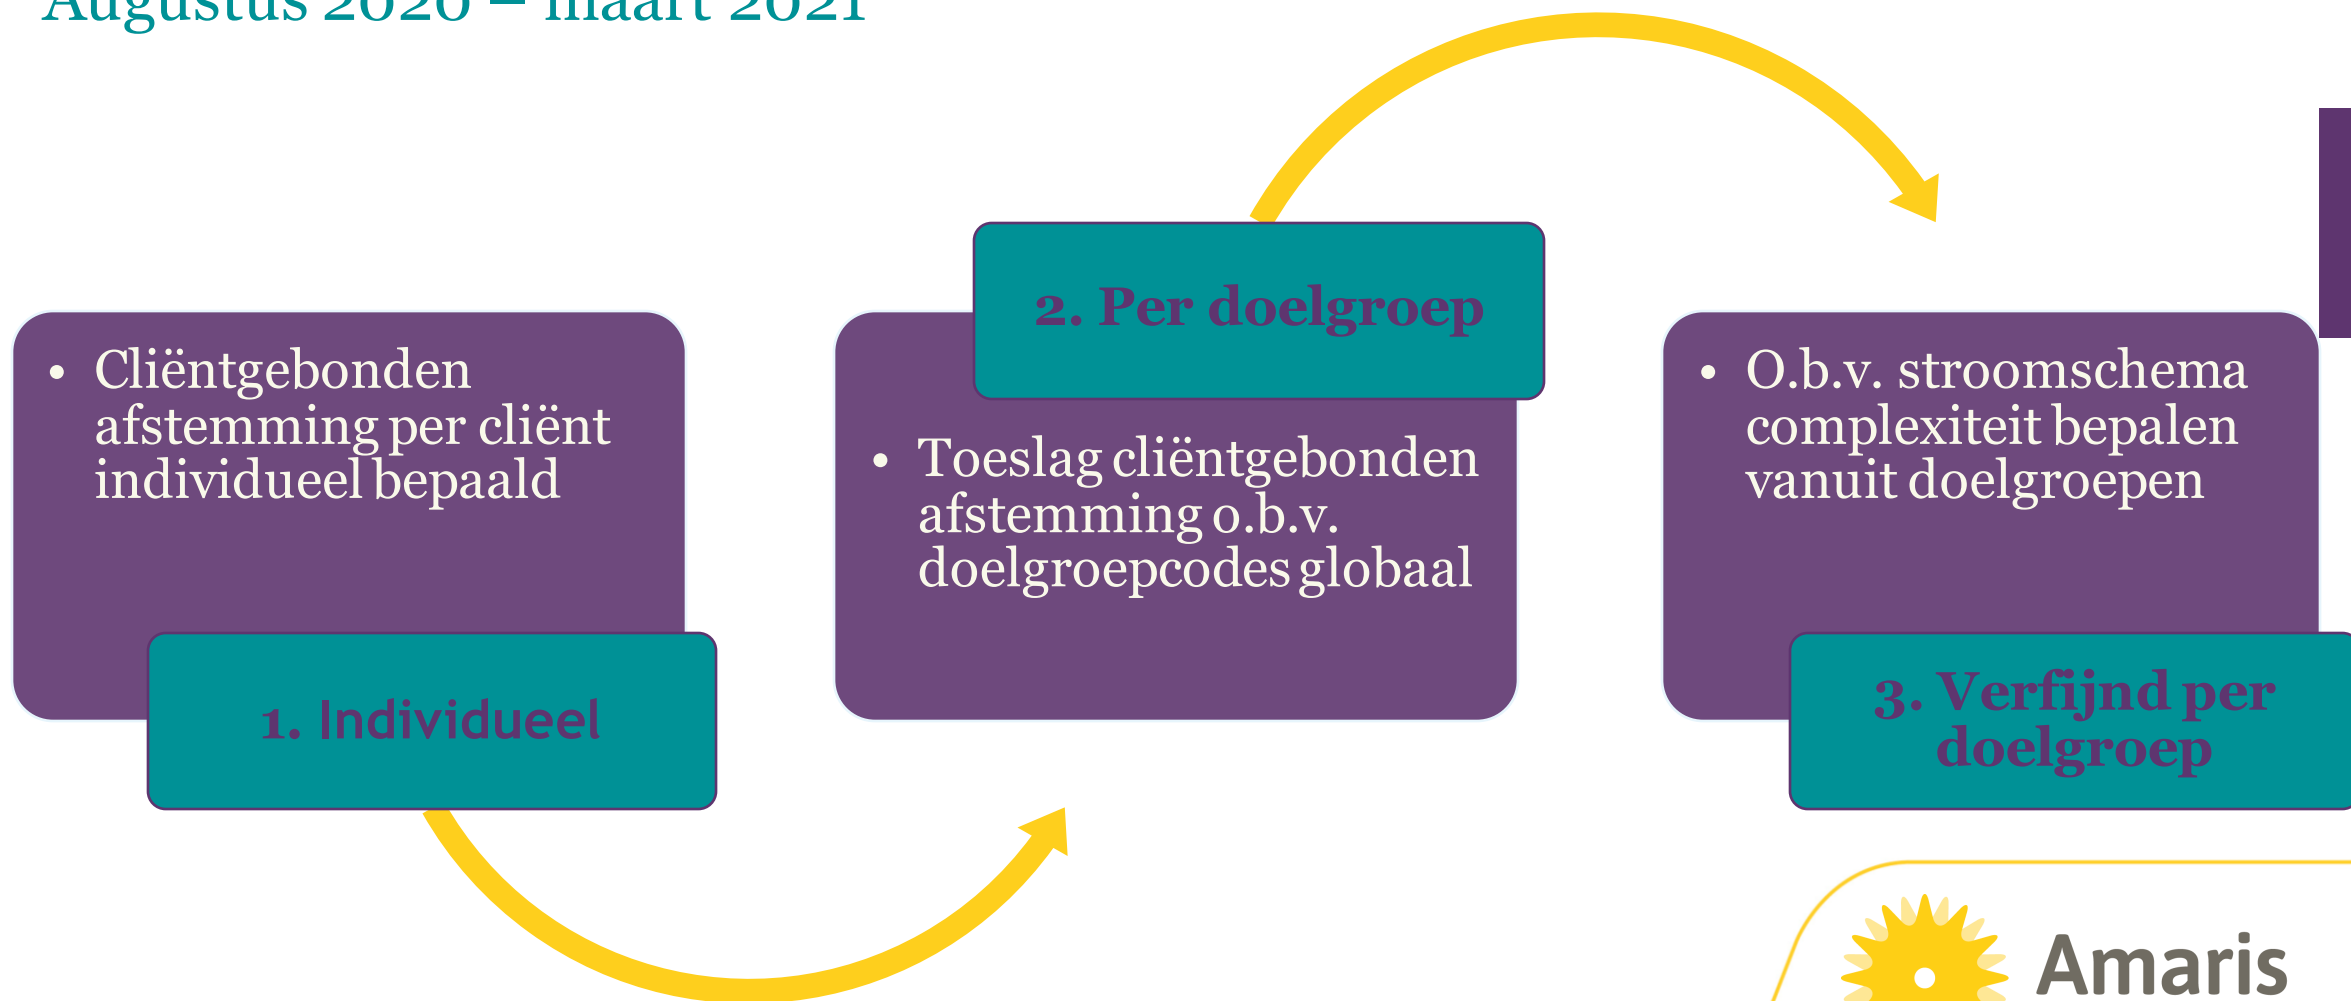 Augustus 2020 – maart 2021
• Cliëntgebonden
afstemming per cliënt
individueel bepaald
1. Individueel
2. Per doelgroep
• Toeslag cliëntgebonden
afstemming o.b.v.
doelgroepcodes globaal
• O.b.v. stroomschema
complexiteit bepalen
vanuit doelgroepen
3. Verfijnd per
doelgroep
Amaris